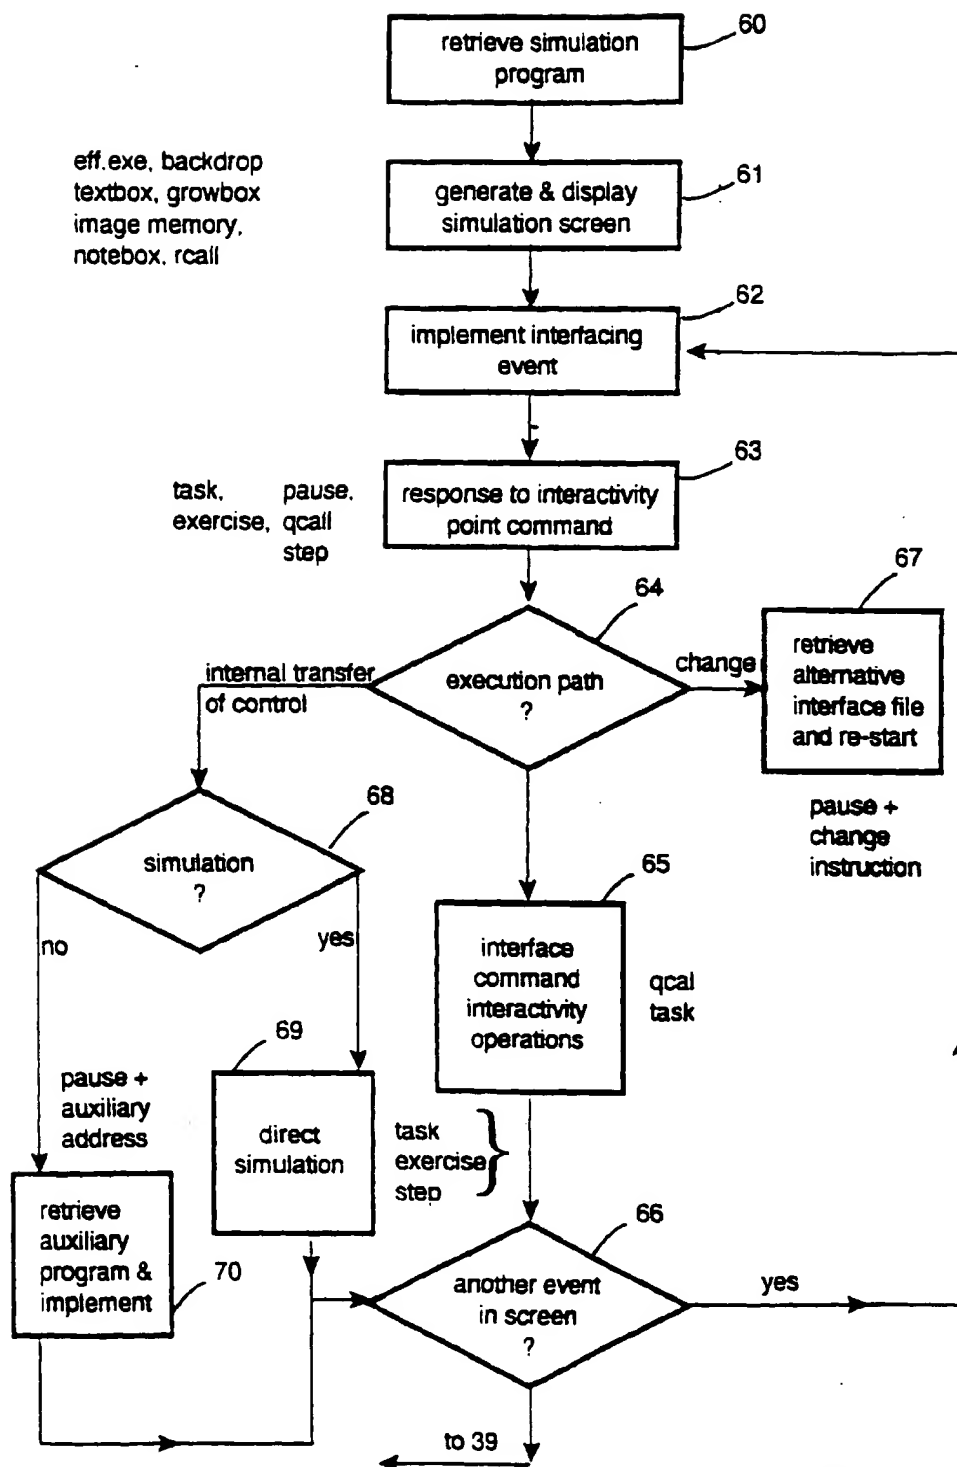 60
retrieve simulation
program
eff.exe, backdrop
textbox, growbox
image memory,
notebox, rcall
61
generate & display
simulation screen
62
implement interfacing
event
63
task, pause,
exercise, qcall
step
response to interactivity
point command
64
67
internal transfer
of control
execution path
?
change
retrieve
alternative
interface file
and re-start
68
simulation
?
pause +
change
instruction
65
no
yes
interface
command
interactivity
operations
qcal
task
69
pause +
auxiliary
address
direct
simulation
task
exercise
step
66
retrieve
auxiliary
program &
implement
70
another event
in screen
?
yes
to 39